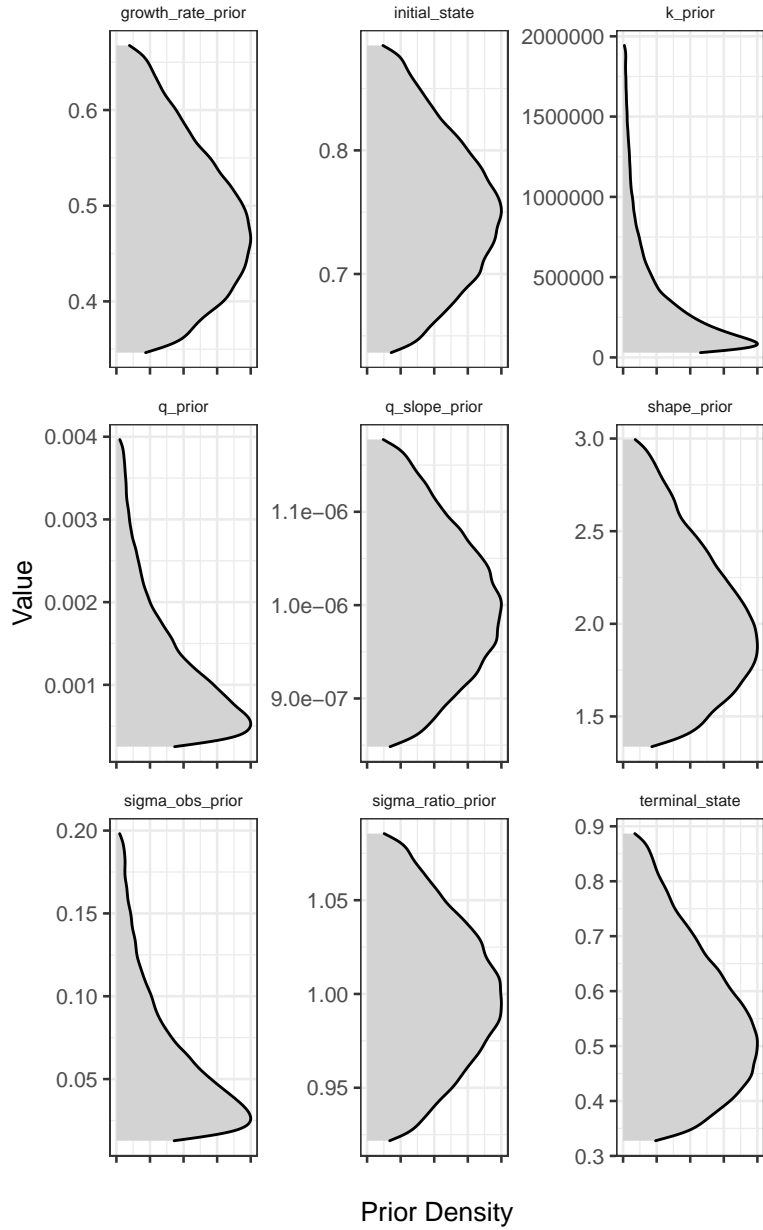 growth_rate_prior
initial_state
k_prior
0.6
0.5
0.4
0.8
0.7
2000000
1500000
1000000
500000
0
q_prior
q_slope_prior
shape_prior
0.004
0.003
0.002
0.001
1.1e−06
1.0e−06
9.0e−07
3.0
2.5
2.0
1.5
Value
sigma_obs_prior
sigma_ratio_prior
terminal_state
0.20
0.15
0.10
0.05
1.05
1.00
0.95
0.9
0.8
0.7
0.6
0.5
0.4
0.3
Prior Density